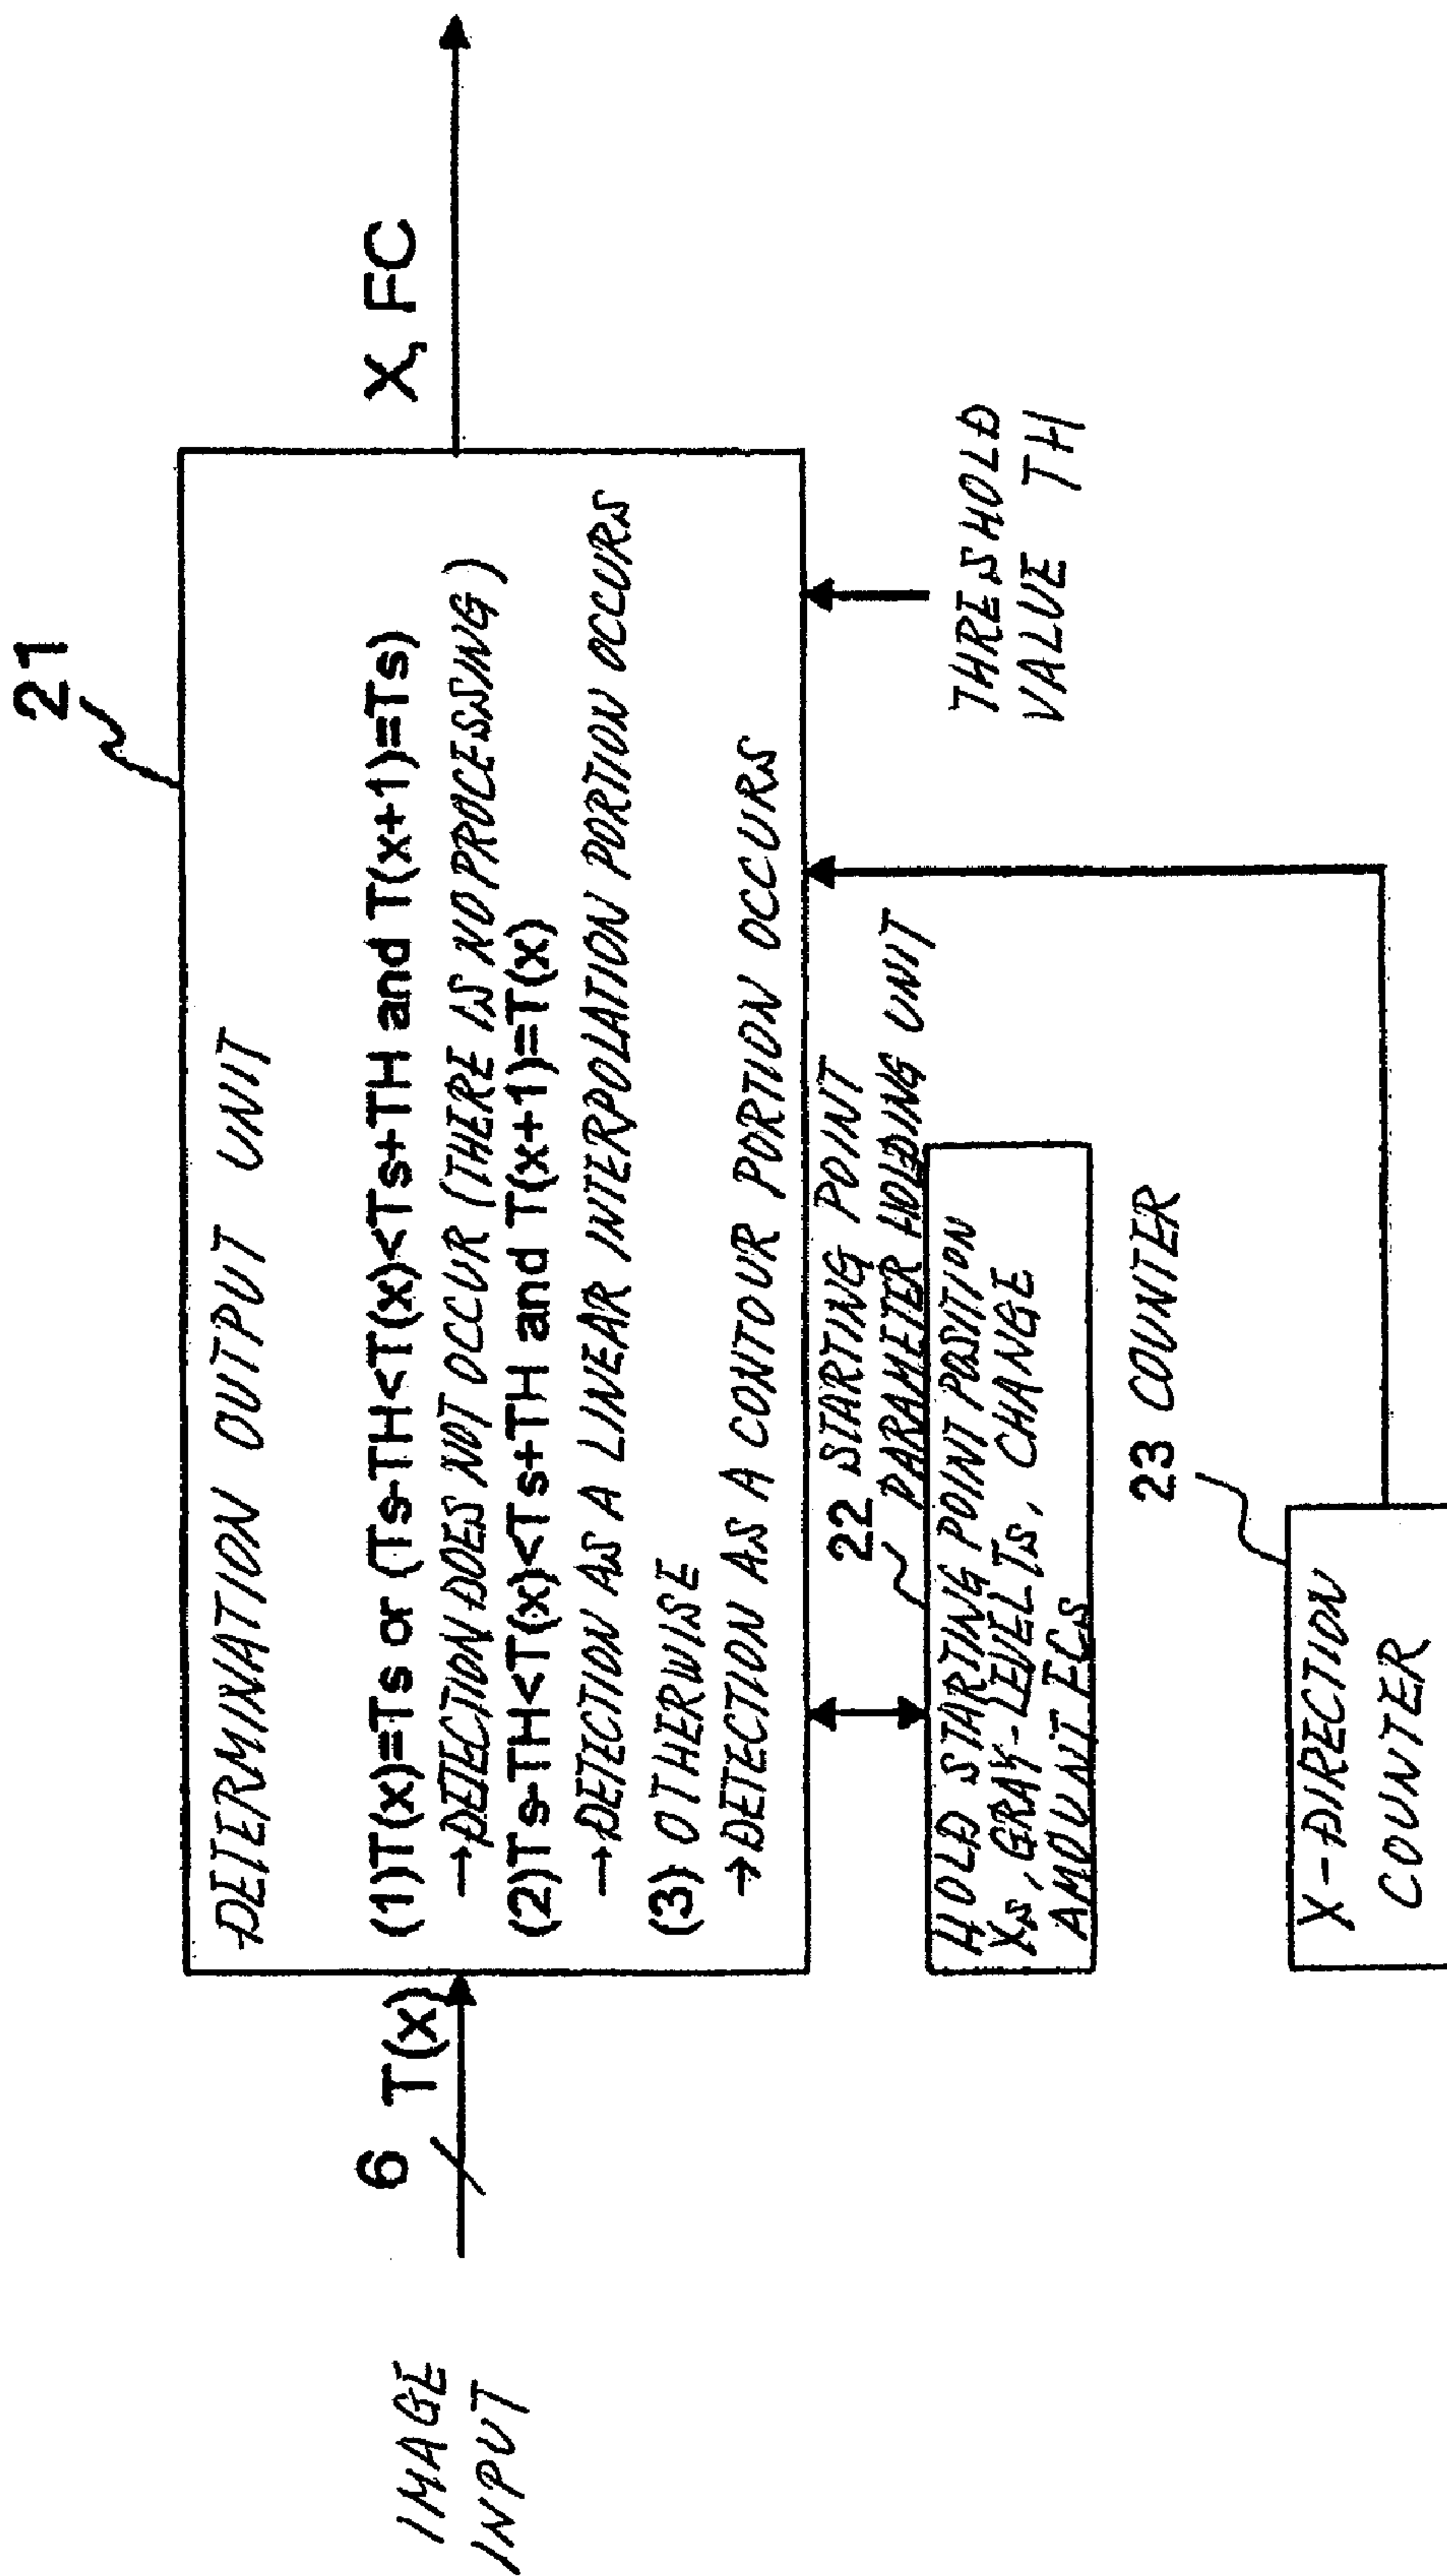 21
DETERMINATION OUTPUT UNIT
(1)T(x)=Ts or (Ts-TH<T(x)<Ts+TH and T(x+1)=Ts)
→DETECTION DOES NOT OCCUR (THERE IS NO PROCESSING)
(2)Ts-TH<T(x)<Ts+TH and T(x+1)=T(x)
→DETECTION AS A LINEAR INTERPOLATION PORTION OCCURS
(3) OTHERWISE
→DETECTION AS A CONTOUR PORTION OCCURS
IMAGE
INPUT
6 T(x)
X, FC
THRESHOLD
VALUE TH
22 STARTING POINT
PARAMETER HOLDING UNIT
HOLD STARTING POINT POSITION
Xs, GRAY-LEVEL Ts, CHANGE
AMOUNT FCs
23 COUNTER
X-DIRECTION
COUNTER